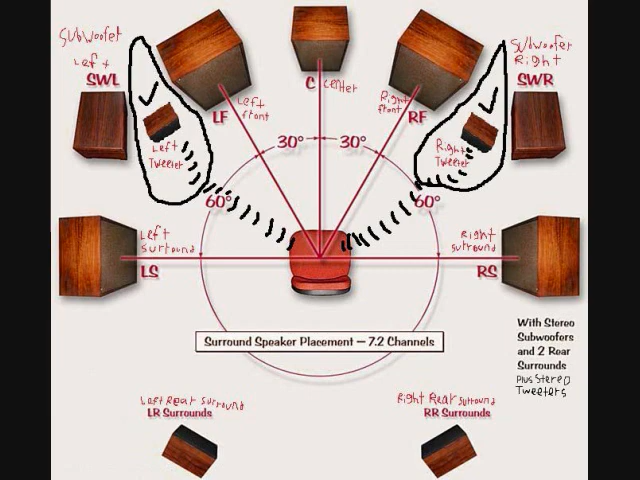 Subwoofer
Left
SWL
Subwoofer
Right
SWR
C
Center
Left
front
LF
Right
front
RF
30°
30°
Left
Tweeter
Right
Tweeter
60°
60°
Left
surround
LS
Right
surround
RS
Surround Speaker Placement — 7.2 Channels
With Stereo
Subwoofers
and 2 Rear
Surrounds
Plus Stereo
Tweeters
Left Rear surround
LR Surrounds
Right Rear surround
RR Surrounds